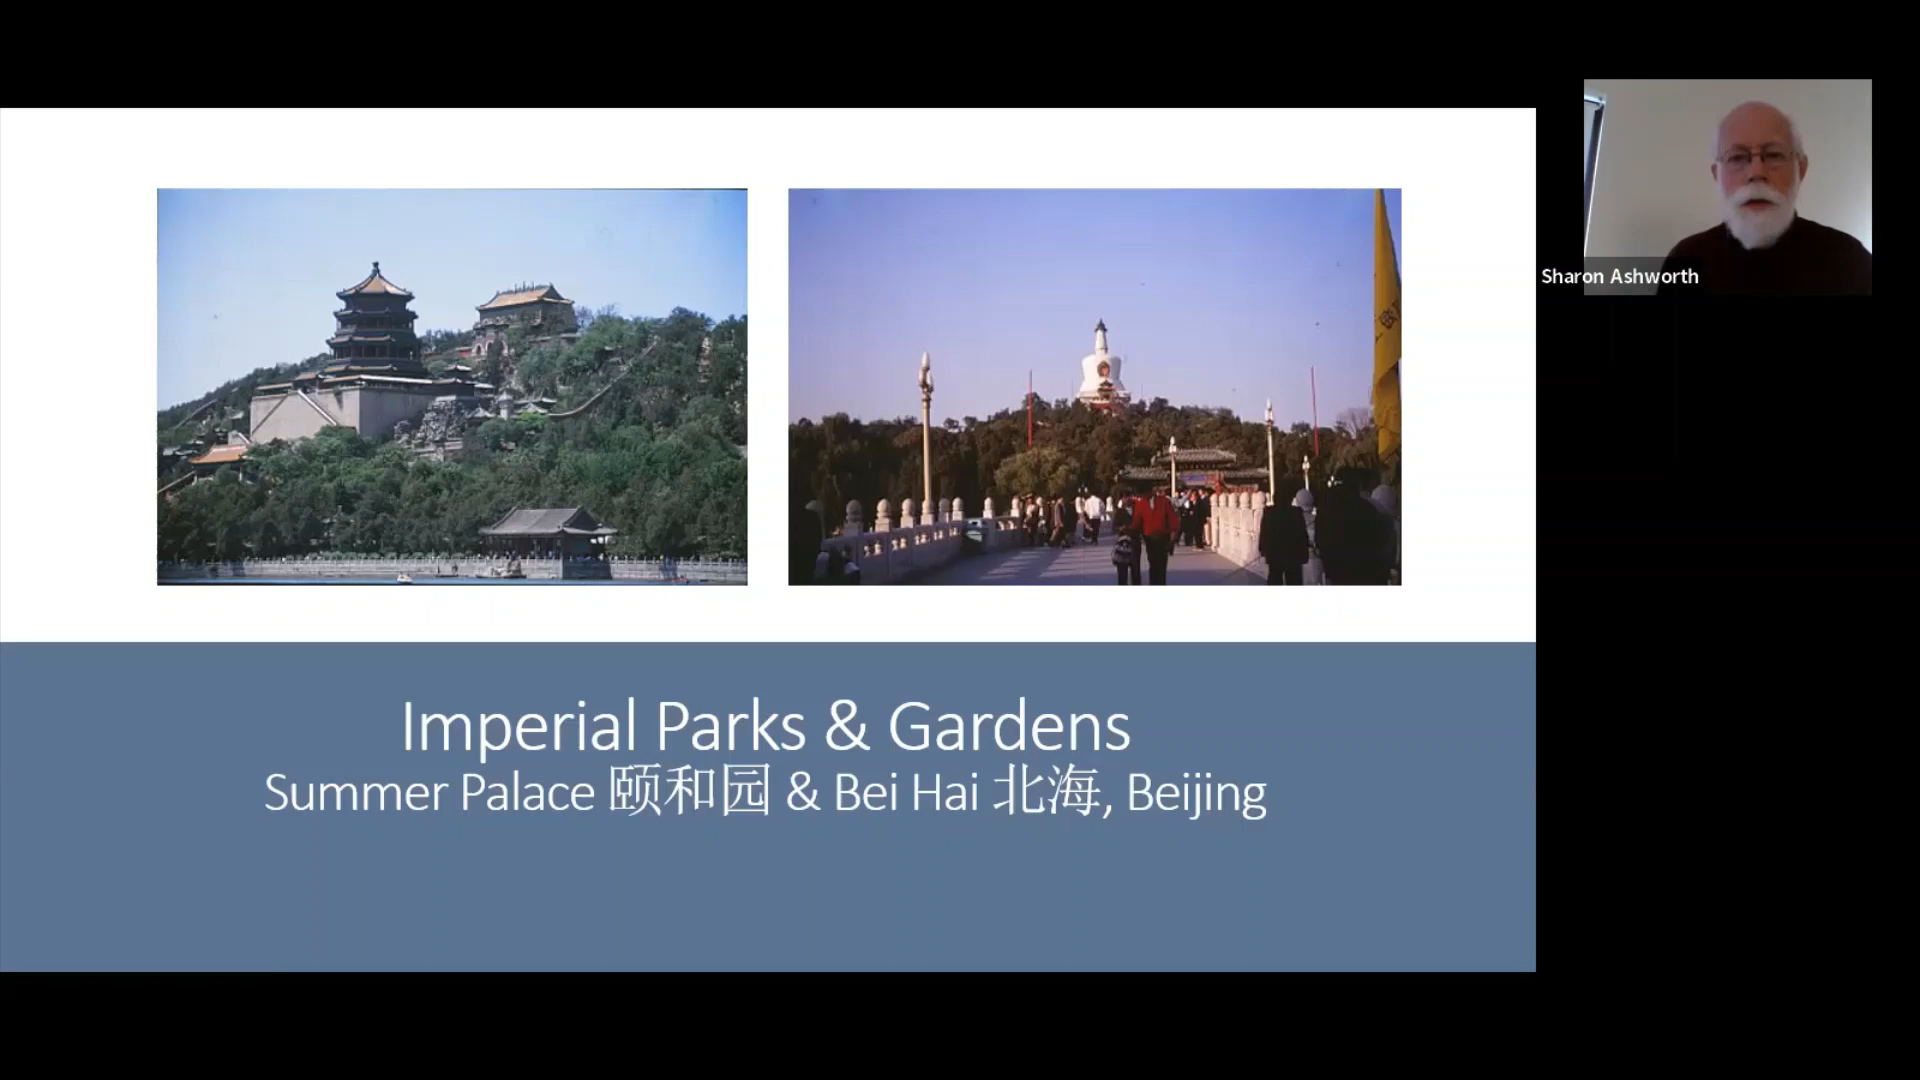 Imperial Parks & Gardens
Summer Palace 颐和园 & Bei Hai 北海, Beijing
Sharon Ashworth